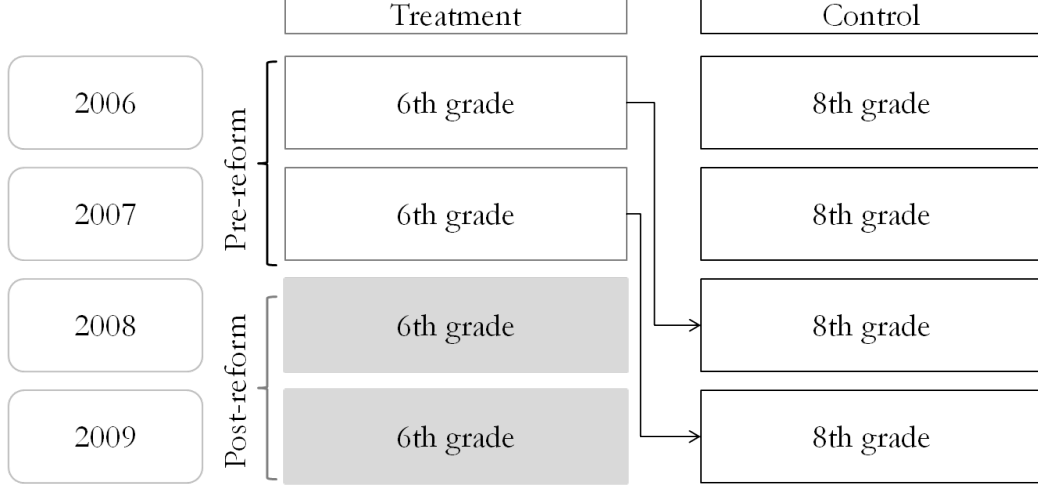 Treatment
Control
Pre-reform
2006
6th grade
8th grade
2007
6th grade
8th grade
Post-reform
2008
6th grade
8th grade
2009
6th grade
8th grade